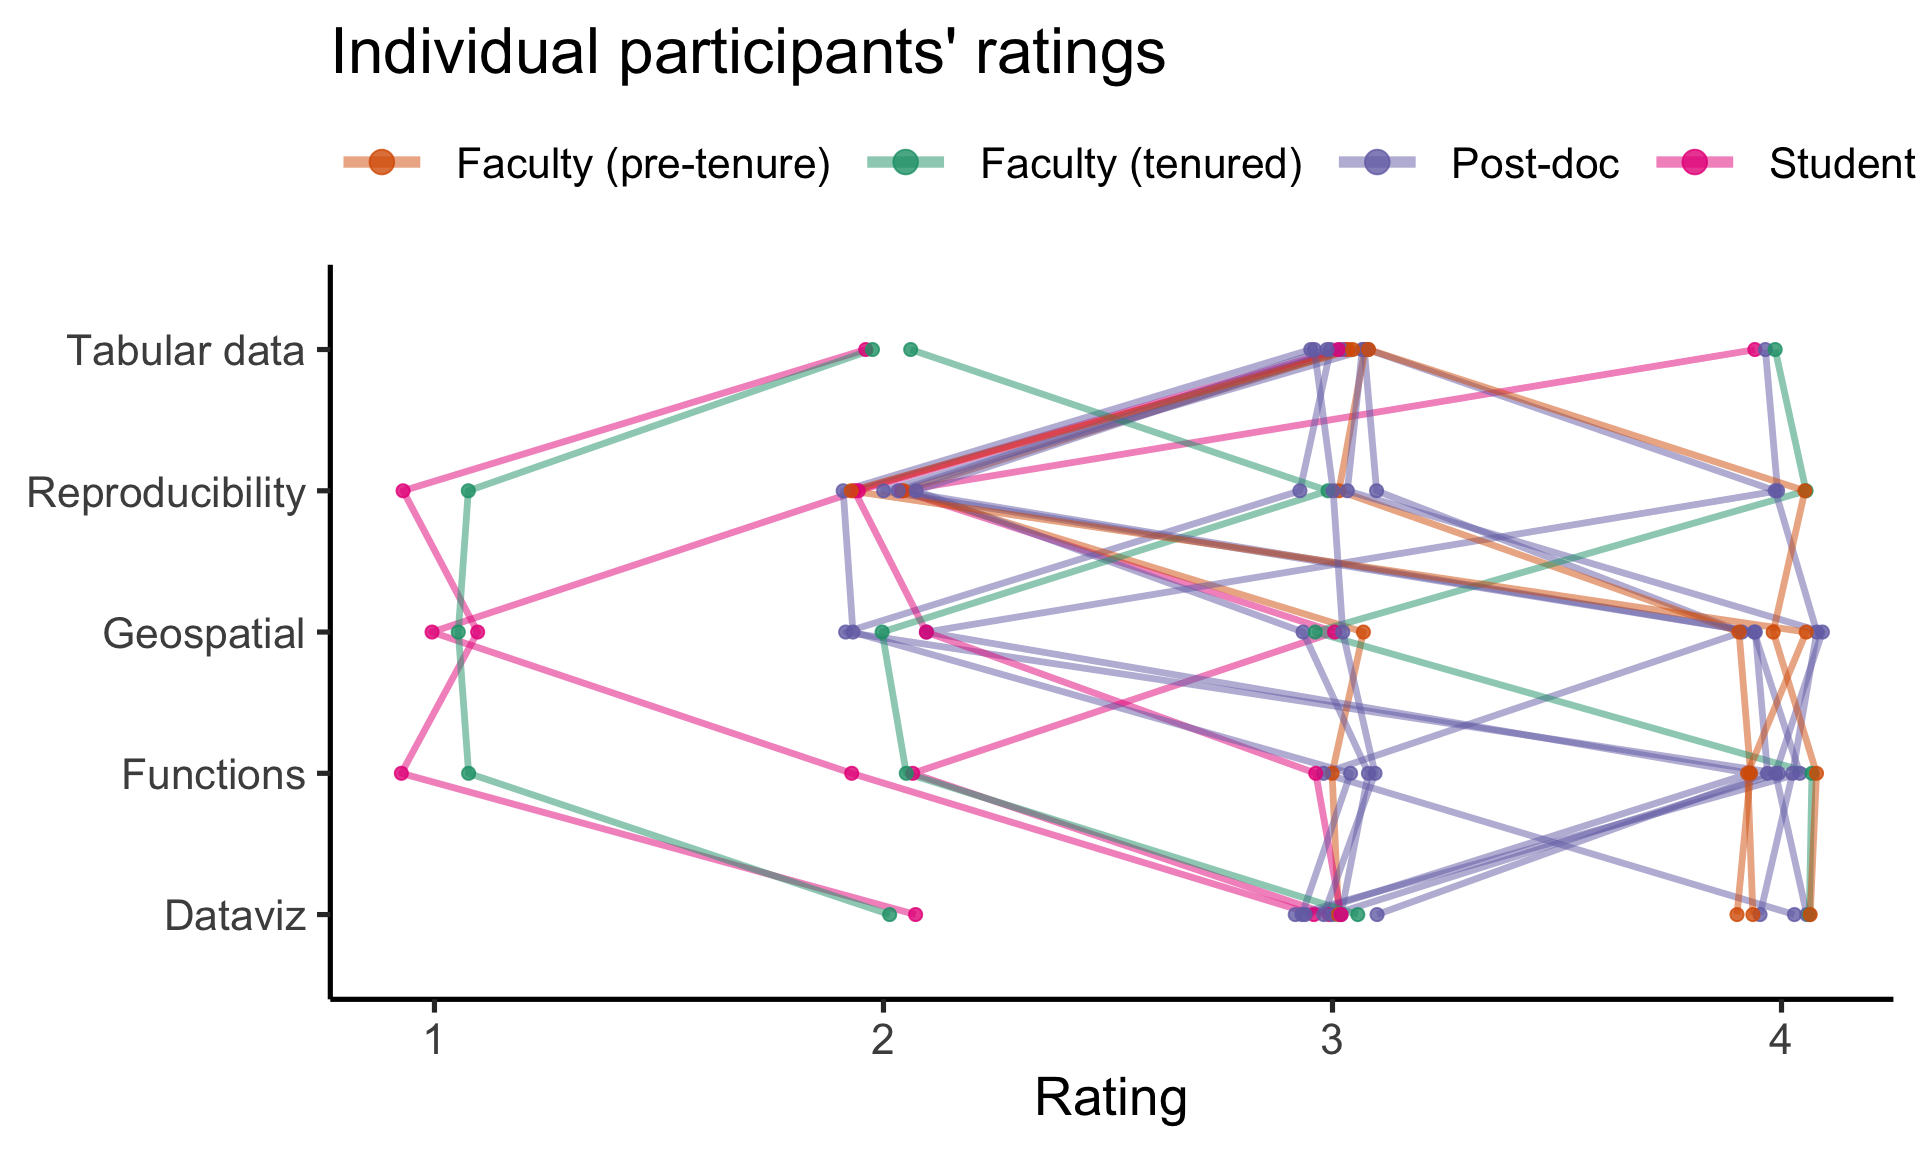 Individual participants' ratings
Faculty (pre-tenure) Faculty (tenured) Post-doc Student
Tabular data
Reproducibility
Geospatial
Functions
Dataviz
1 2 3 4
Rating